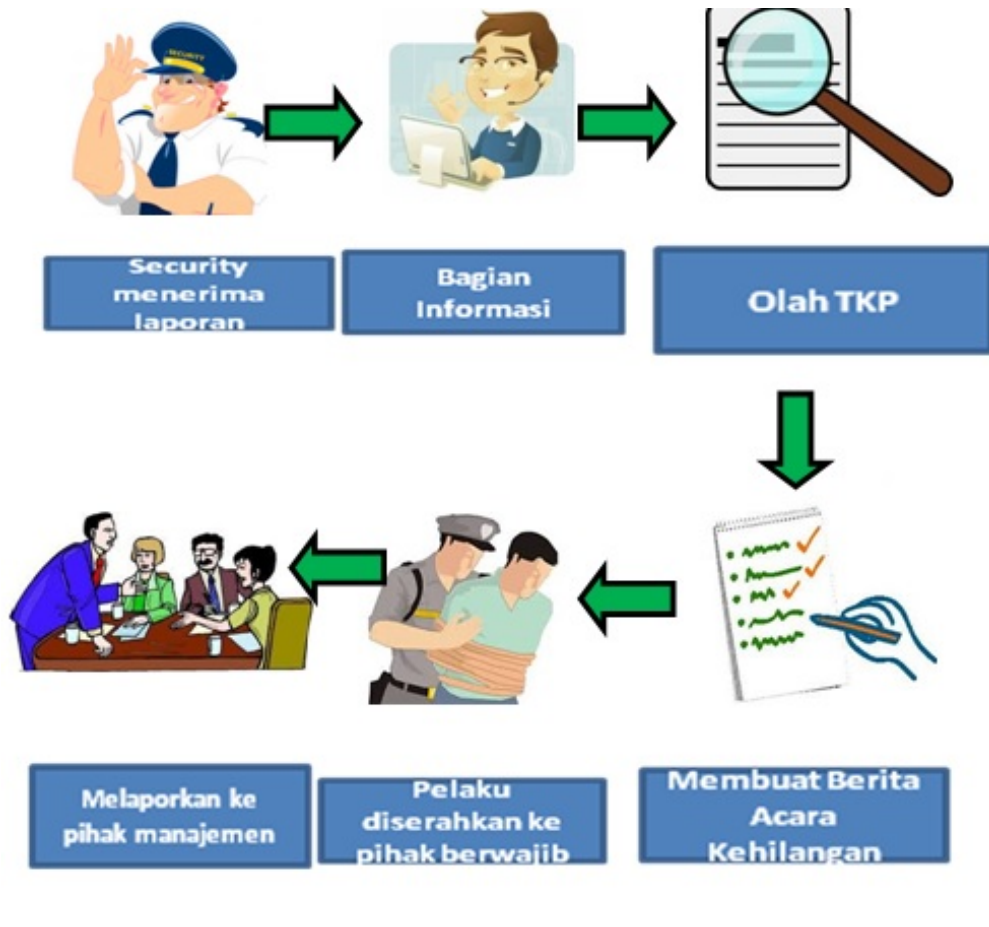 SECURITY
Security
menerima
laporan
Bagian
Informasi
Olah TKP
Melaporkan ke
pihak manajemen
Pelaku
diserahkan ke
pihak berwajib
Membuat Berita
Acara
Kehilangan